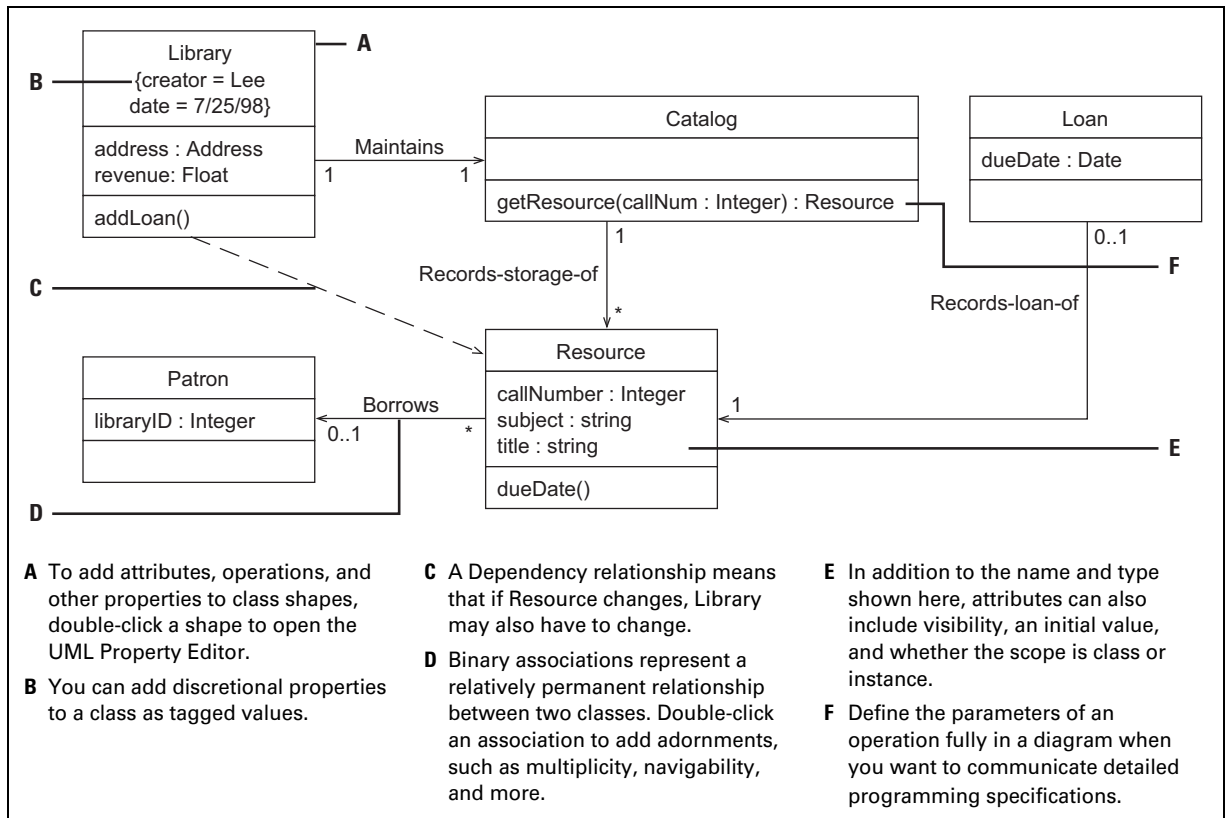 Library
{creator = Lee
date = 7/25/98}
address : Address
revenue: Float
addLoan()
A
B
Maintains
1
1
Catalog
getResource(callNum : Integer) : Resource
Loan
dueDate : Date
1
0..1
F
Records-storage-of
Records-loan-of
C
*
Resource
callNumber : Integer
subject : string
title : string
dueDate()
1
Patron
libraryID : Integer
Borrows
0..1
*
E
D
A To add attributes, operations, and
other properties to class shapes,
double-click a shape to open the
UML Property Editor.
B You can add discretional properties
to a class as tagged values.
C A Dependency relationship means
that if Resource changes, Library
may also have to change.
D Binary associations represent a
relatively permanent relationship
between two classes. Double-click
an association to add adornments,
such as multiplicity, navigability,
and more.
E In addition to the name and type
shown here, attributes can also
include visibility, an initial value,
and whether the scope is class or
instance.
F Define the parameters of an
operation fully in a diagram when
you want to communicate detailed
programming specifications.